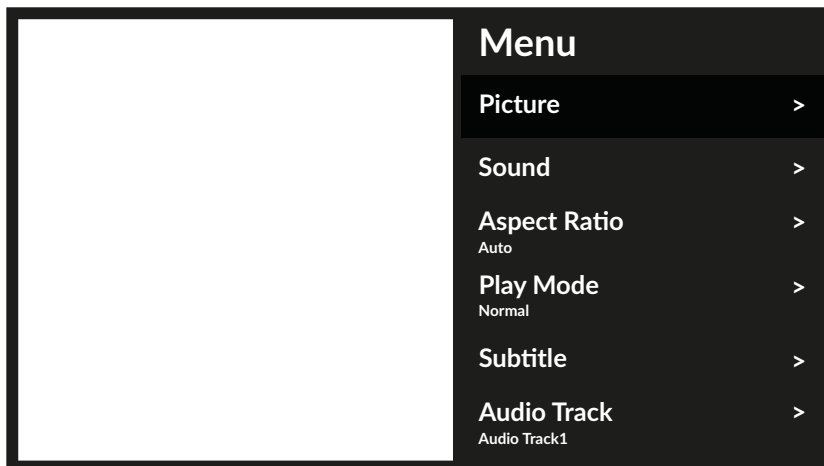 Menu
Picture >
Sound >
Aspect Ratio >
Auto
Play Mode >
Normal
Subtitle >
Audio Track >
Audio Track1